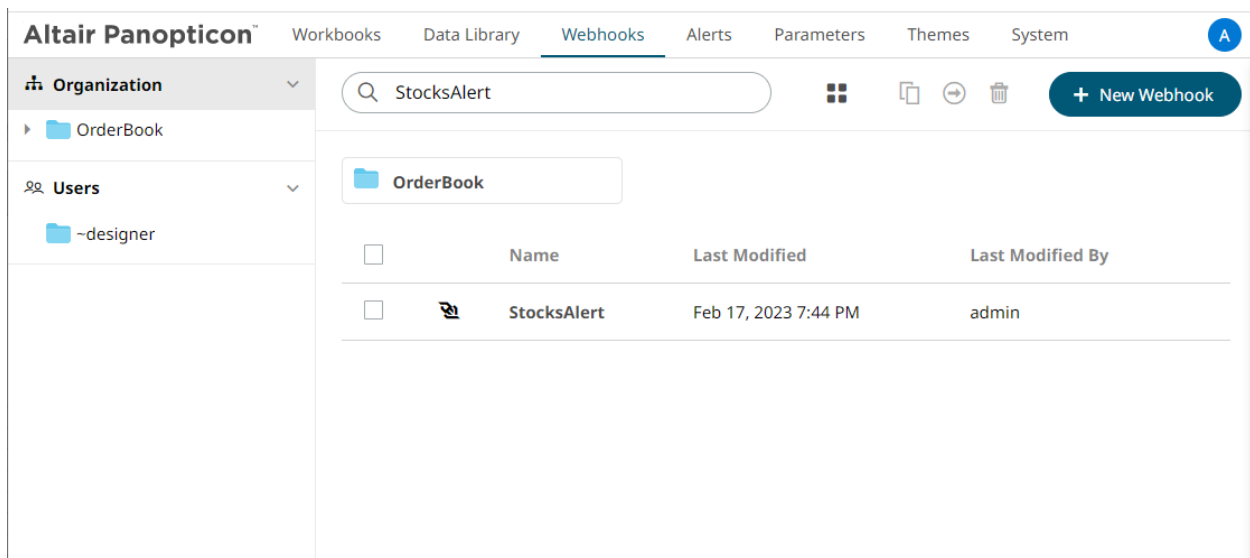 Altair Panopticon™ Workbooks Data Library Webhooks Alerts Parameters Themes System A
Organization
StocksAlert
+ New Webhook
OrderBook
OrderBook
Users
~designer
Name Last Modified Last Modified By
StocksAlert Feb 17, 2023 7:44 PM admin